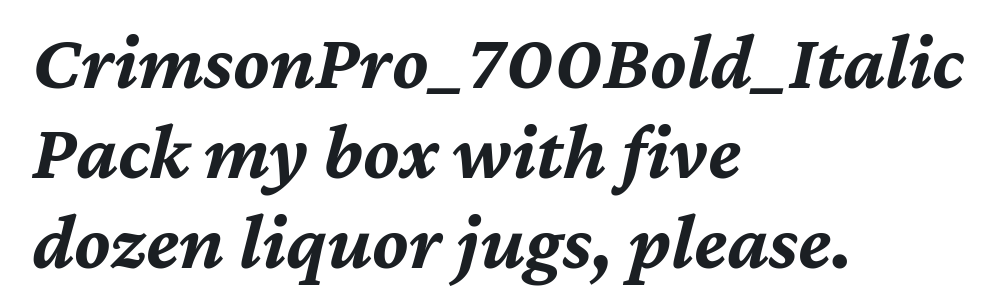 CrimsonPro_700Bold_Italic
Pack my box with five
dozen liquor jugs, please.